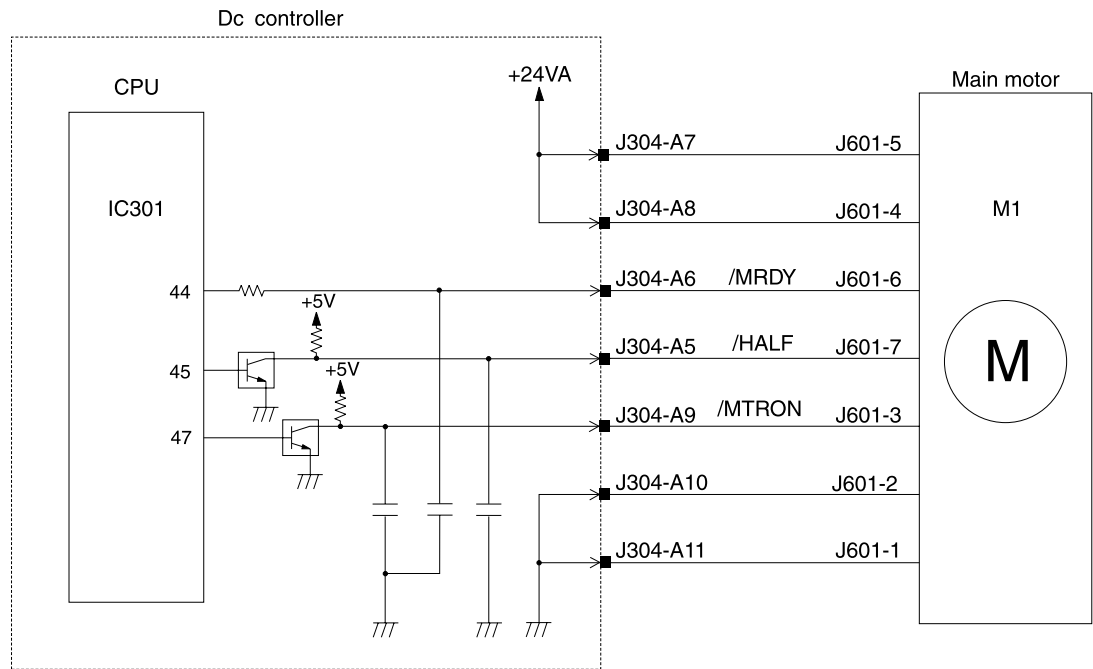 Dc controller
+24VA
CPU
Main motor
J304-A7
J601-5
IC301
J304-A8
J601-4
M1
44
J304-A6
/MRDY
J601-6
+5V
J304-A5
/HALF
J601-7
45
+5V
M
J304-A9
/MTRON
J601-3
47
J304-A10
J601-2
J304-A11
J601-1